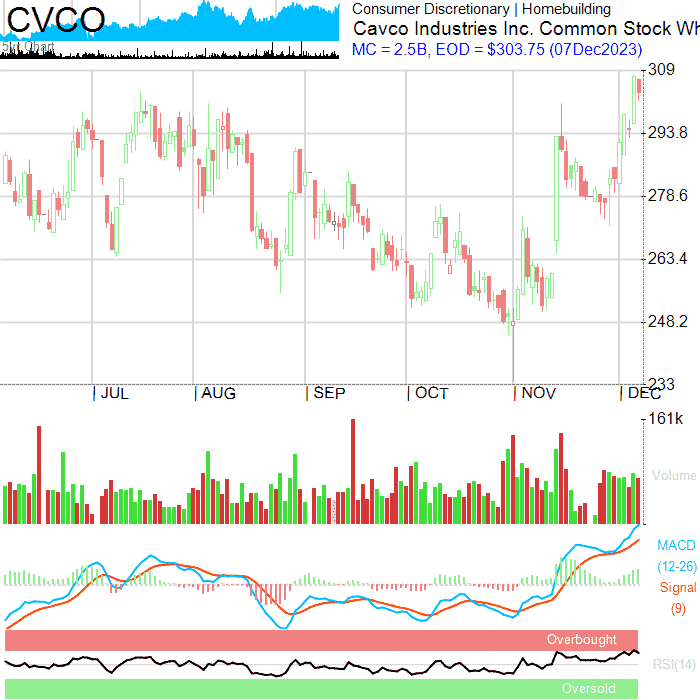 CVCO
5kt Chart
Consumer Discretionary | Homebuilding
Cavco Industries Inc. Common Stock Wh
MC = 2.5B, EOD = $303.75 (07Dec2023)
309
293.8
278.6
263.4
248.2
233
JUL AUG SEP OCT NOV DEC
161k
Volume
MACD
(12-26)
Signal
(9)
Overbought
RSI(14)
Oversold